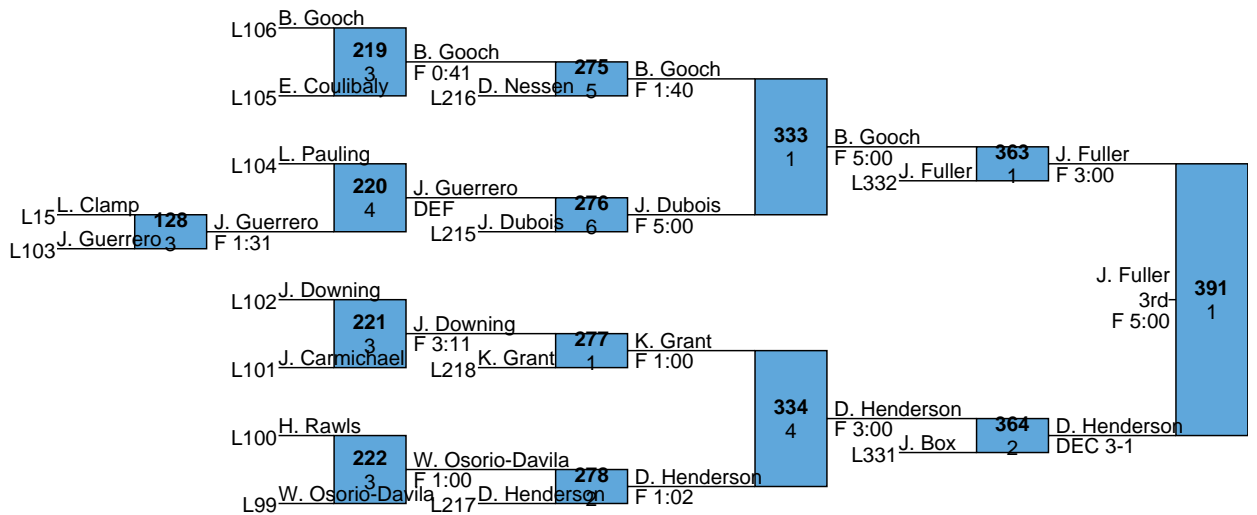 L106 B. Gooch
219
3
L105 E. Coulibaly
B. Gooch
F 0:41
275
5
L216 D. Nessen
B. Gooch
F 1:40
L104 L. Pauling
220
4
L15 L. Clamp
128
3
L103 J. Guerrero
J. Guerrero
F 1:31
J. Guerrero
DEF
276
6
L215 J. Dubois
J. Dubois
F 5:00
333
1
B. Gooch
F 5:00
363
1
L332 J. Fuller
J. Fuller
F 3:00
L102 J. Downing
221
3
L101 J. Carmichael
J. Downing
F 3:11
277
1
L218 K. Grant
K. Grant
F 1:00
L100 H. Rawls
222
3
L99 W. Osorio-Davila
W. Osorio-Davila
F 1:00
278
2
L217 D. Henderson
D. Henderson
F 1:02
334
4
D. Henderson
F 3:00
364
2
L331 J. Box
D. Henderson
DEC 3-1
J. Fuller
3rd
F 5:00
391
1